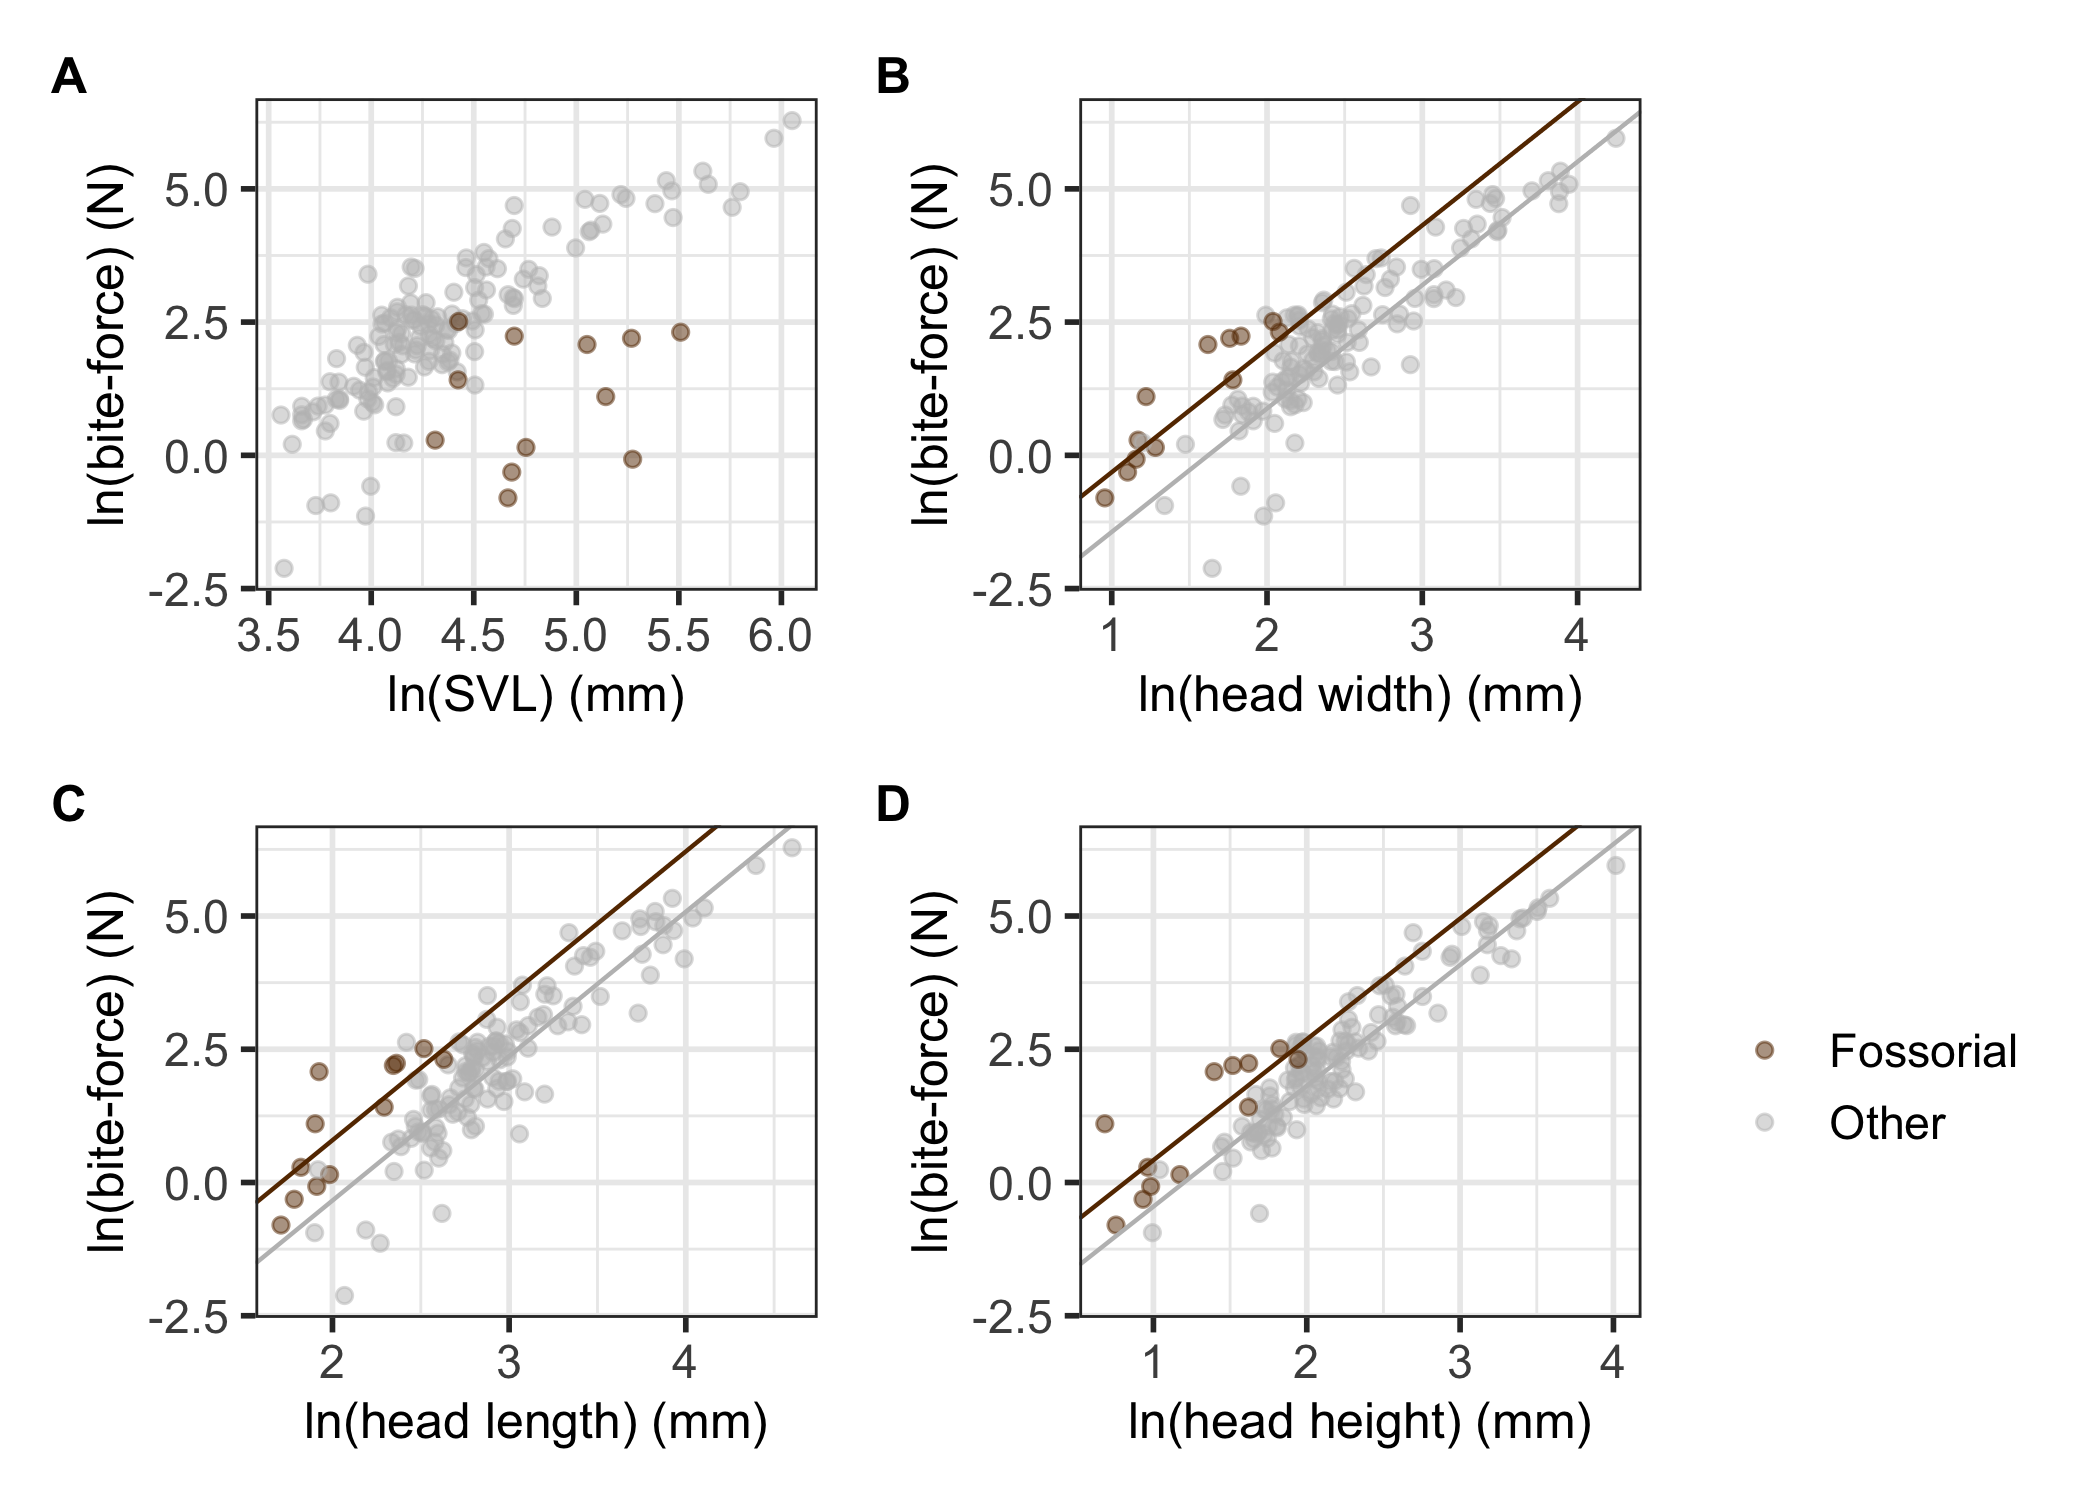 A
ln(bite-force) (N)
5.0
2.5
0.0
-2.5
3.5 4.0 4.5 5.0 5.5 6.0
ln(SVL) (mm)
B
ln(bite-force) (N)
5.0
2.5
0.0
-2.5
1 2 3 4
ln(head width) (mm)
C
ln(bite-force) (N)
5.0
2.5
0.0
-2.5
2 3 4
ln(head length) (mm)
D
ln(bite-force) (N)
5.0
2.5
0.0
-2.5
1 2 3 4
ln(head height) (mm)
Fossorial
Other